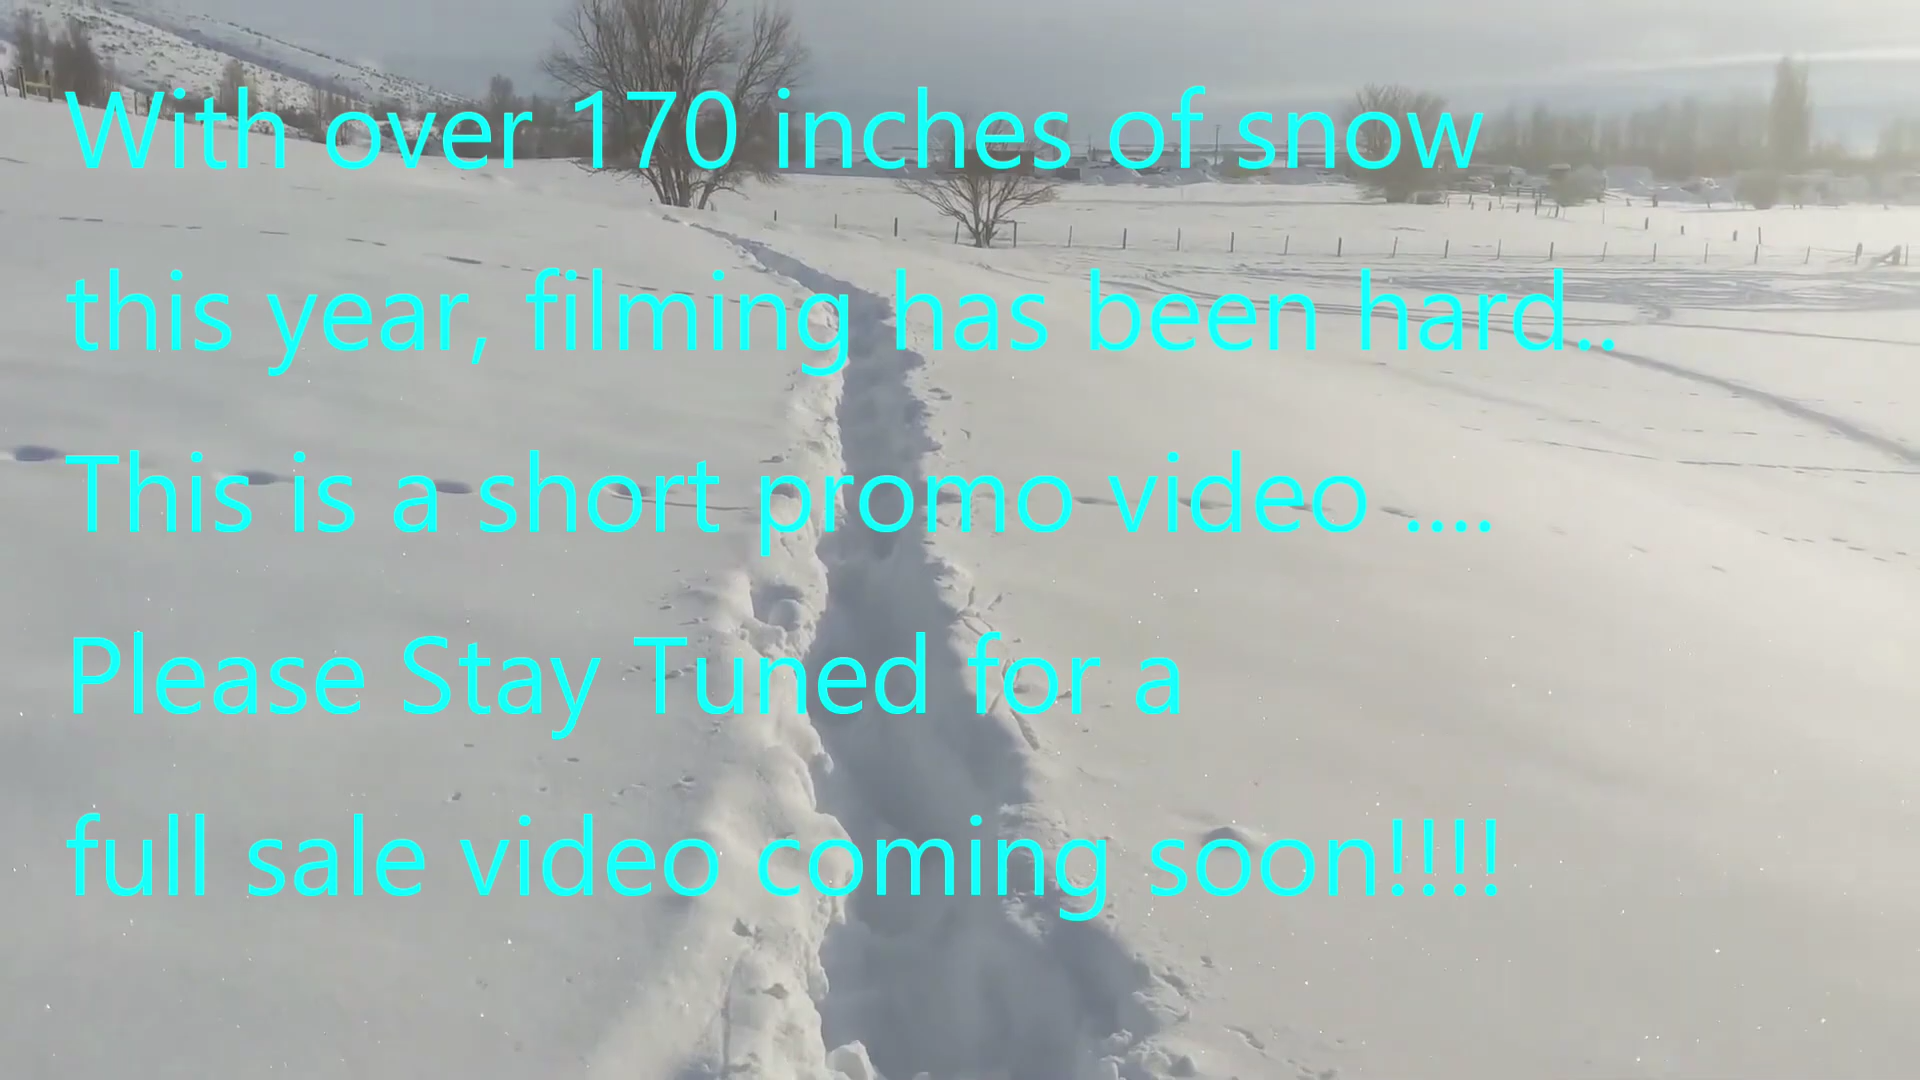 With over 170 inches of snow
this year, filming has been hard..
This is a short promo video ....
Please Stay Tuned for a
full sale video coming soon!!!!